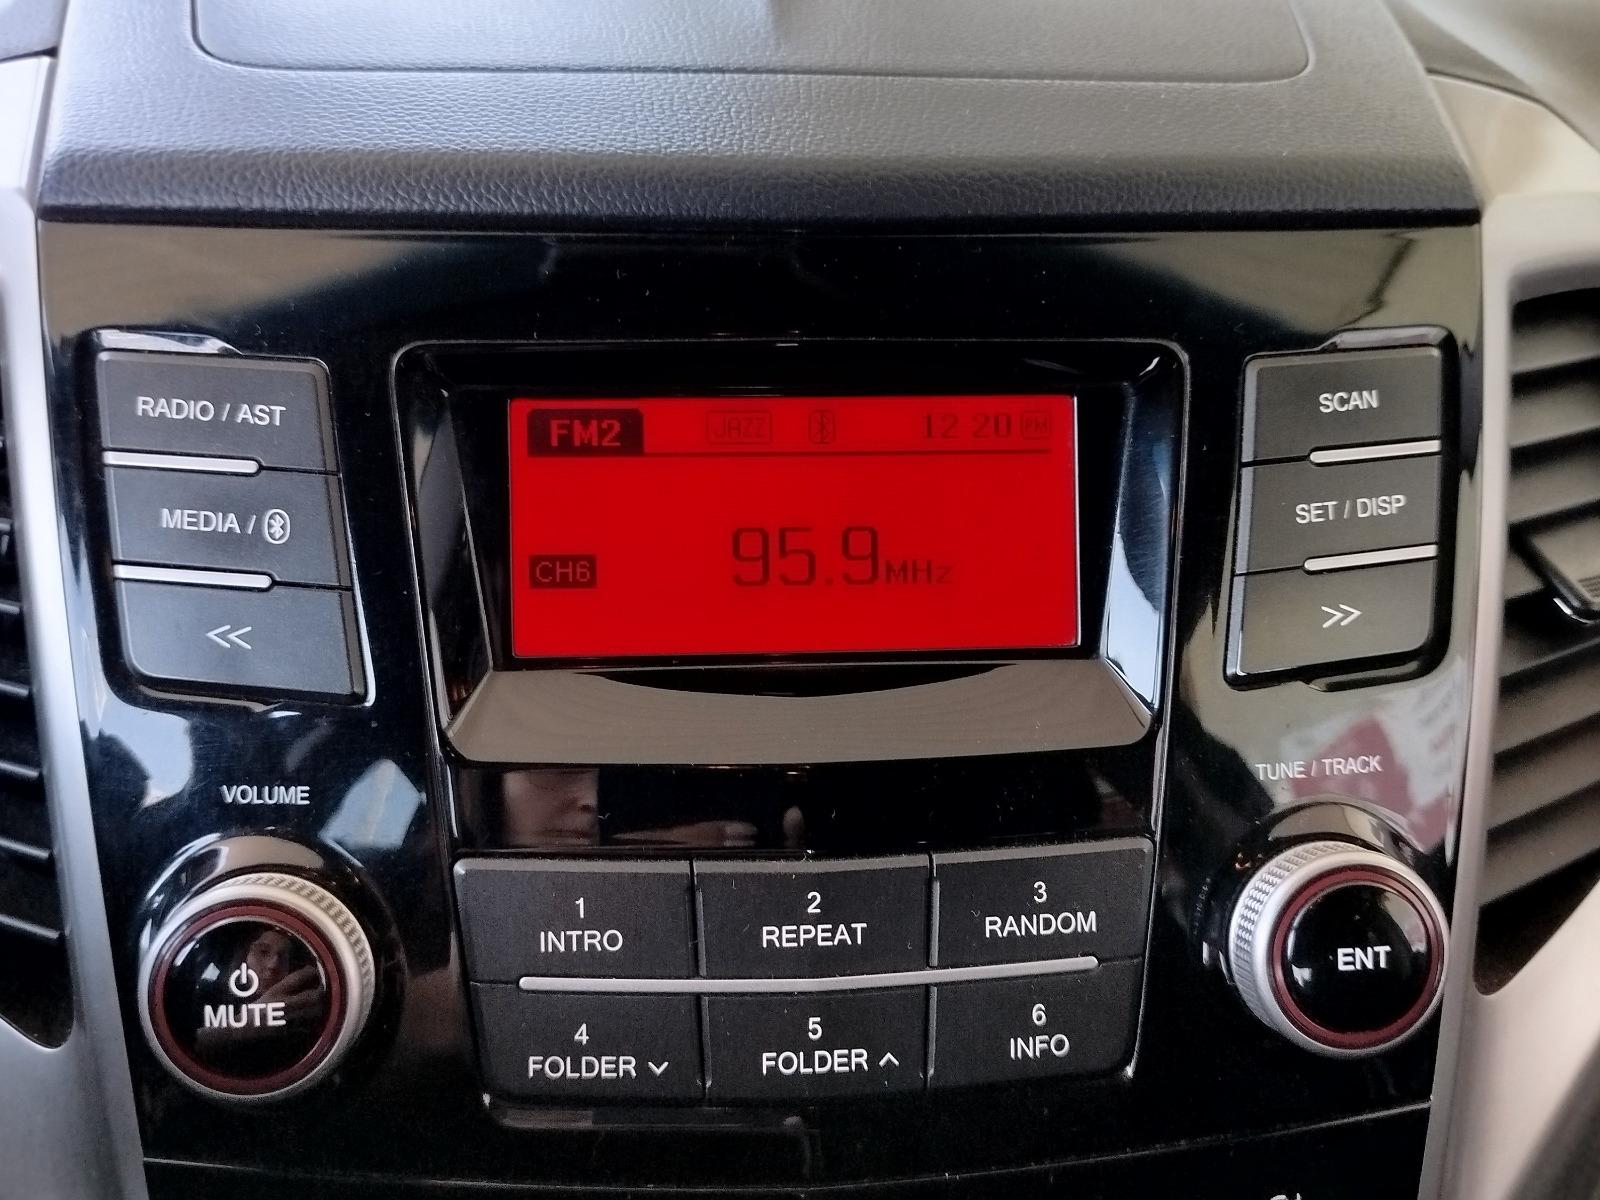 RADIO / AST
MEDIA /
<<
FM2 JAZZ 12 20 PM
CH6 95.9MHz
SCAN
SET / DISP
>>
VOLUME
MUTE
1
INTRO
2
REPEAT
3
RANDOM
4
FOLDER
5
FOLDER
6
INFO
TUNE / TRACK
ENT